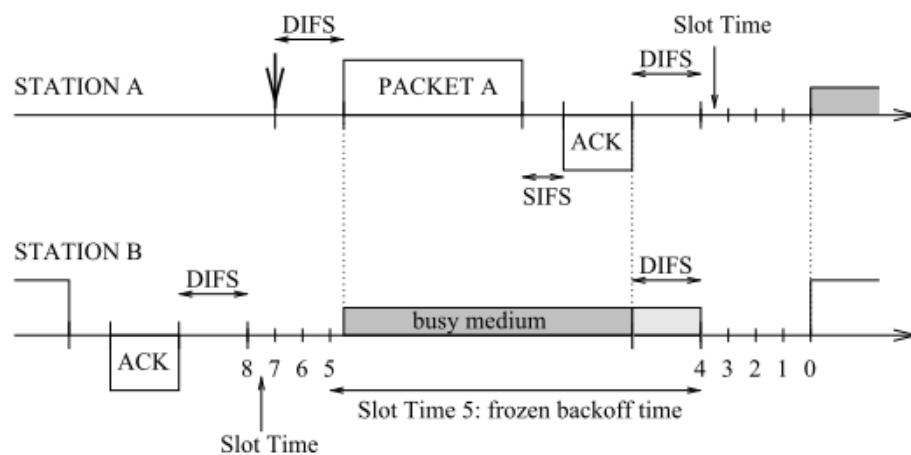 DIFS
Slot Time
DIFS
STATION A
PACKET A
ACK
SIFS
STATION B
DIFS
DIFS
busy medium
ACK
8 7 6 5 4 3 2 1 0
Slot Time 5: frozen backoff time
Slot Time